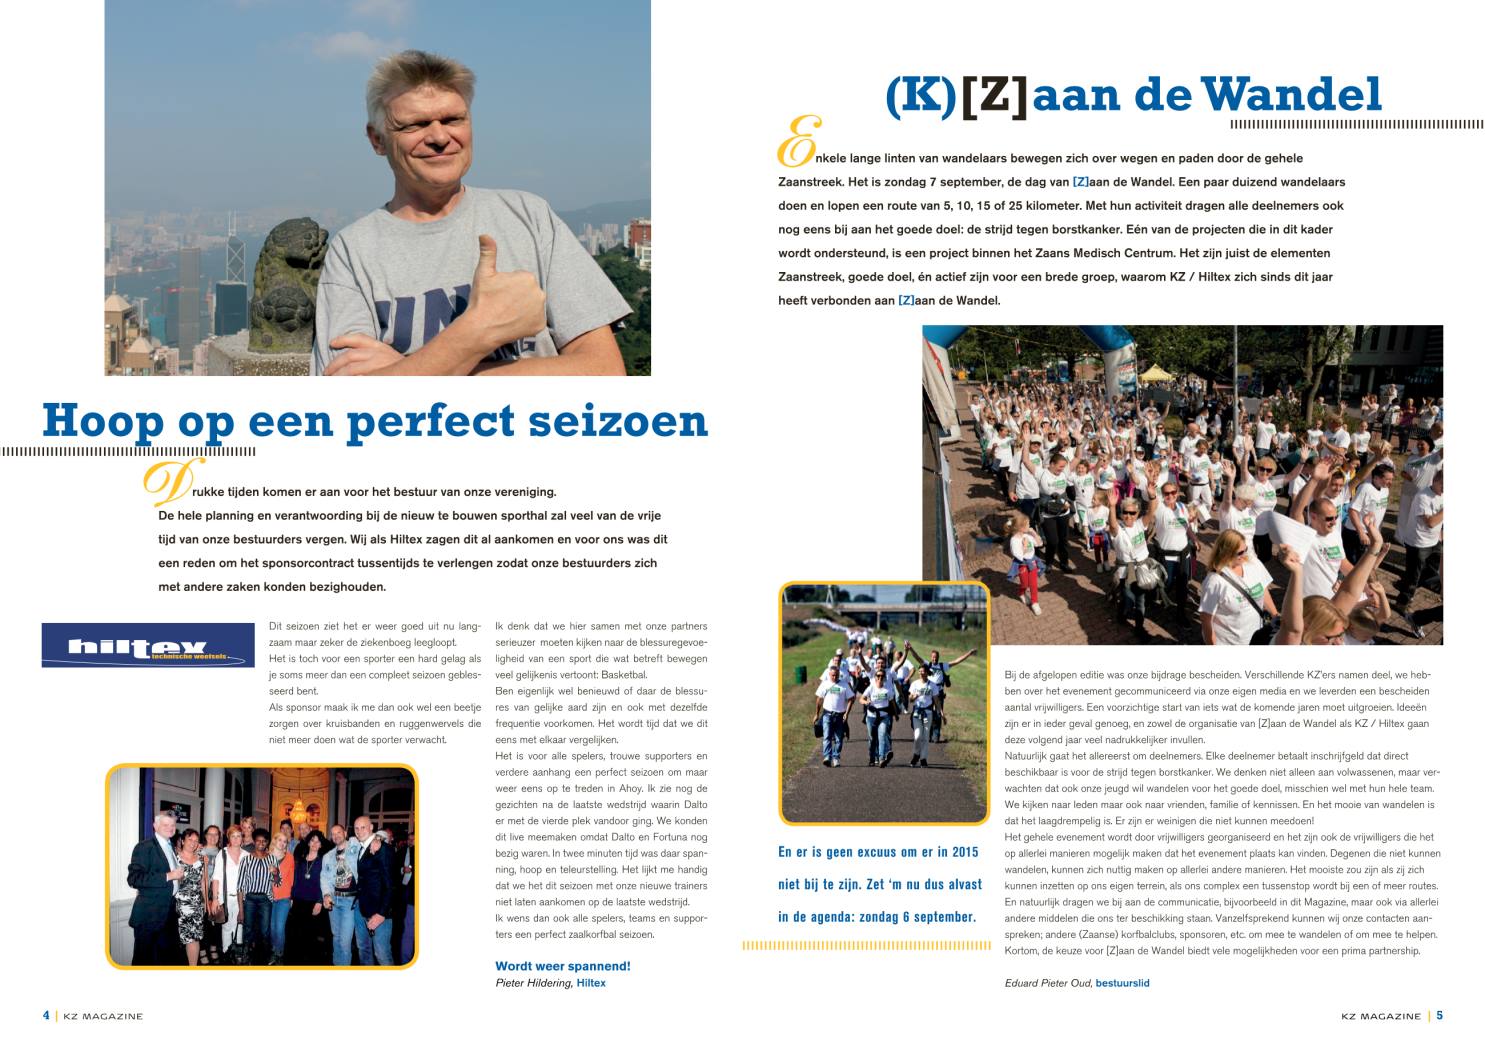 Hoop op een perfect seizoen
Drukke tijden komen er aan voor het bestuur van onze vereniging.
De hele planning en verantwoording bij de nieuw te bouwen sporthal zal veel van de vrije
tijd van onze bestuurders vergen. Wij als Hiltex zagen dit al aankomen en voor ons was dit
een reden om het sponsorcontract tussentijds te verlengen zodat onze bestuurders zich
met andere zaken konden bezighouden.
hiltex
technische weefsels
Dit seizoen ziet het er weer goed uit nu lang-
zaam maar zeker de ziekenboeg leegloopt.
Het is toch voor een sporter een hard gelag als
je soms meer dan een compleet seizoen gebles-
seerd bent.
Als sponsor maak ik me dan ook wel een beetje
zorgen over kruisbanden en ruggenwervels die
niet meer doen wat de sporter verwacht.
Ik denk dat we hier samen met onze partners
serieuzer moeten kijken naar de blessuregevoe-
ligheid van een sport die wat betreft bewegen
veel gelijkenis vertoont: Basketbal.
Ben eigenlijk wel benieuwd of daar de blessu-
res van gelijke aard zijn en ook met dezelfde
frequentie voorkomen. Het wordt tijd dat we dit
eens met elkaar vergelijken.
Het is voor alle spelers, trouwe supporters en
verdere aanhang een perfect seizoen om maar
weer eens op te treden in Ahoy. Ik zie nog de
gezichten na de laatste wedstrijd waarin Dalto
er met de vierde plek vandoor ging. We konden
dit live meemaken omdat Dalto en Fortuna nog
bezig waren. In twee minuten tijd was daar span-
ning, hoop en teleurstelling. Het lijkt me handig
dat we het dit seizoen met onze nieuwe trainers
niet laten aankomen op de laatste wedstrijd.
Ik wens dan ook alle spelers, teams en suppor-
ters een perfect zaalkorfbal seizoen.
Wordt weer spannend!
Pieter Hildering, Hiltex
4 | KZ MAGAZINE
(K)[Z]aan de Wandel
Enkele lange linten van wandelaars bewegen zich over wegen en paden door de gehele
Zaanstreek. Het is zondag 7 september, de dag van [Z]aan de Wandel. Een paar duizend wandelaars
doen en lopen een route van 5, 10, 15 of 25 kilometer. Met hun activiteit dragen alle deelnemers ook
nog eens bij aan het goede doel: de strijd tegen borstkanker. Eén van de projecten die in dit kader
wordt ondersteund, is een project binnen het Zaans Medisch Centrum. Het zijn juist de elementen
Zaanstreek, goede doel, én actief zijn voor een brede groep, waarom KZ / Hiltex zich sinds dit jaar
heeft verbonden aan [Z]aan de Wandel.
En er is geen excuus om er in 2015
niet bij te zijn. Zet 'm nu dus alvast
in de agenda: zondag 6 september.
Bij de afgelopen editie was onze bijdrage bescheiden. Verschillende KZ'ers namen deel, we heb-
ben over het evenement gecommuniceerd via onze eigen media en we leverden een bescheiden
aantal vrijwilligers. Een voorzichtige start van iets wat de komende jaren moet uitgroeien. Ideeën
zijn er in ieder geval genoeg, en zowel de organisatie van [Z]aan de Wandel als KZ / Hiltex gaan
deze volgend jaar veel nadrukkelijker invullen.
Natuurlijk gaat het allereerst om deelnemers. Elke deelnemer betaalt inschrijfgeld dat direct
beschikbaar is voor de strijd tegen borstkanker. We denken niet alleen aan volwassenen, maar ver-
wachten dat ook onze jeugd wil wandelen voor het goede doel, misschien wel met hun hele team.
We kijken naar leden maar ook naar vrienden, familie of kennissen. En het mooie van wandelen is
dat het laagdrempelig is. Er zijn er weinigen die niet kunnen meedoen!
Het gehele evenement wordt door vrijwilligers georganiseerd en het zijn ook de vrijwilligers die het
op allerlei manieren mogelijk maken dat het evenement plaats kan vinden. Degenen die niet kunnen
wandelen, kunnen zich nuttig maken op allerlei andere manieren. Het mooiste zou zijn als zij zich
kunnen inzetten op ons eigen terrein, als ons complex een tussenstop wordt bij een of meer routes.
En natuurlijk dragen we bij aan de communicatie, bijvoorbeeld in dit Magazine, maar ook via allerlei
andere middelen die ons ter beschikking staan. Vanzelfsprekend kunnen wij onze contacten aan-
spreken; andere (Zaanse) korfbalclubs, sponsoren, etc. om mee te wandelen of om mee te helpen.
Kortom, de keuze voor [Z]aan de Wandel biedt vele mogelijkheden voor een prima partnership.
Eduard Pieter Oud, bestuurslid
KZ MAGAZINE | 5